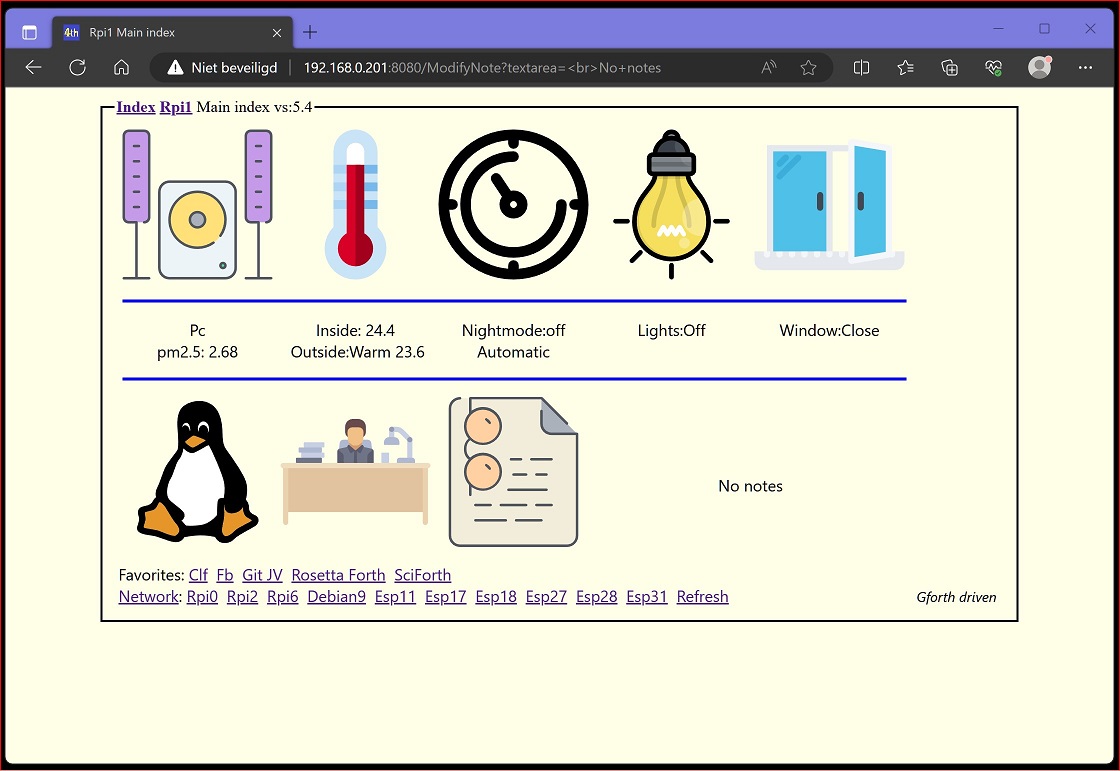 4th Rpi1 Main index
Niet beveiligd 192.168.0.201:8080/ModifyNote?textarea=<br>No+notes
Index Rpi1 Main index vs:5.4
Pc Inside: 24.4 Nightmode:off Lights:Off Window:Close
pm2.5: 2.68 Outside:Warm 23.6 Automatic
No notes
Favorites: Clf Fb Git JV Rosetta Forth SciForth
Network: Rpi0 Rpi2 Rpi6 Debian9 Esp11 Esp17 Esp18 Esp27 Esp28 Esp31 Refresh Gforth driven